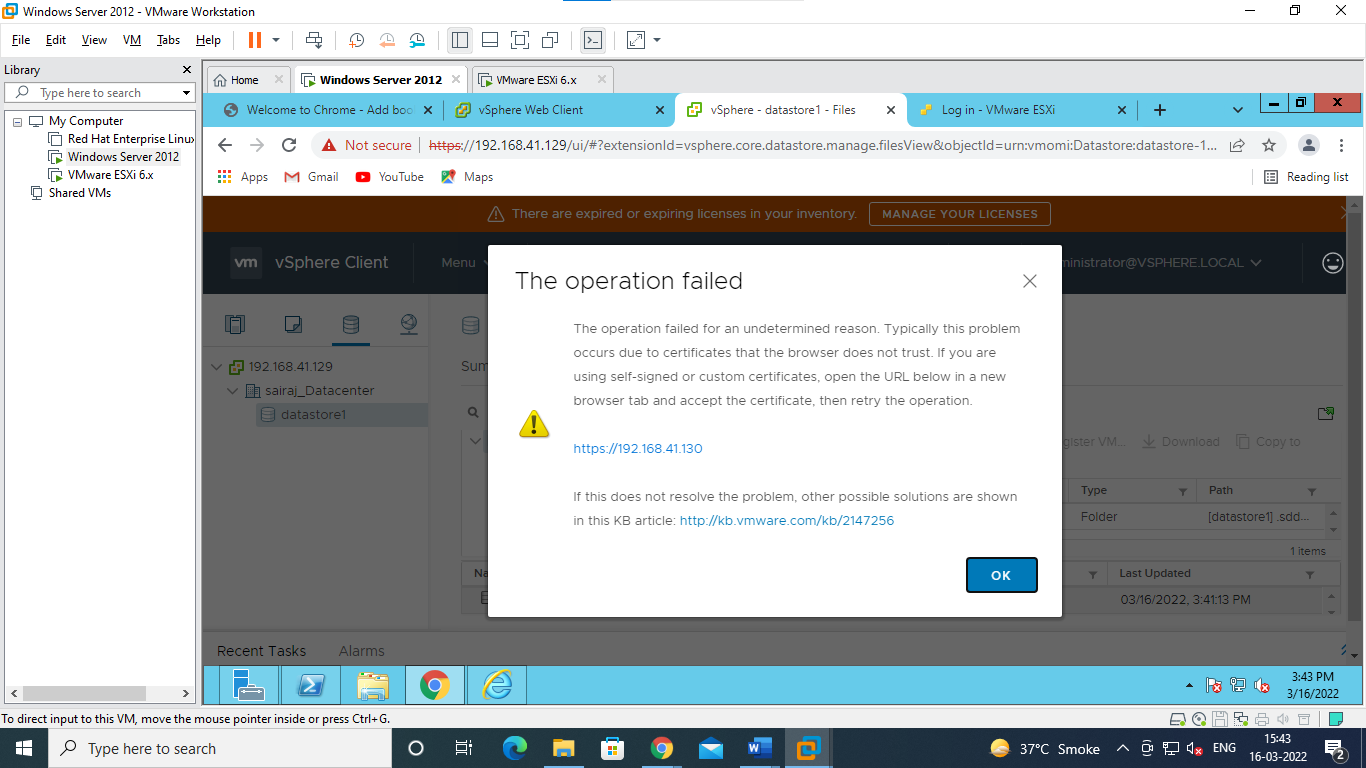 Windows Server 2012 - VMware Workstation
File Edit View VM Tabs Help
Library
Type here to search
My Computer
Red Hat Enterprise Linux
Windows Server 2012
VMware ESXi 6.x
Shared VMs
Home
Windows Server 2012
VMware ESXi 6.x
Welcome to Chrome - Add boo
vSphere Web Client
vSphere - datastore1 - Files
Log in - VMware ESXi
Not secure
https://192.168.41.129/ui/#?extensionId=vsphere.core.datastore.manage.filesView&objectId=urn:vmomi:Datastore:datastore-1...
Apps
Gmail
YouTube
Maps
Reading list
There are expired or expiring licenses in your inventory.
MANAGE YOUR LICENSES
vm
vSphere Client
Menu
ministrator@VSPHERE.LOCAL
192.168.41.129
sairaj_Datacenter
datastore1
Sum
gister VM...
Download
Copy to
Type
Path
Folder
[datastore1] .sdd...
1 items
Na
Last Updated
03/16/2022, 3:41:13 PM
The operation failed
The operation failed for an undetermined reason. Typically this problem
occurs due to certificates that the browser does not trust. If you are
using self-signed or custom certificates, open the URL below in a new
browser tab and accept the certificate, then retry the operation.
https://192.168.41.130
If this does not resolve the problem, other possible solutions are shown
in this KB article: http://kb.vmware.com/kb/2147256
OK
Recent Tasks
Alarms
3:43 PM
3/16/2022
To direct input to this VM, move the mouse pointer inside or press Ctrl+G.
Type here to search
37°C Smoke
ENG
15:43
16-03-2022
2